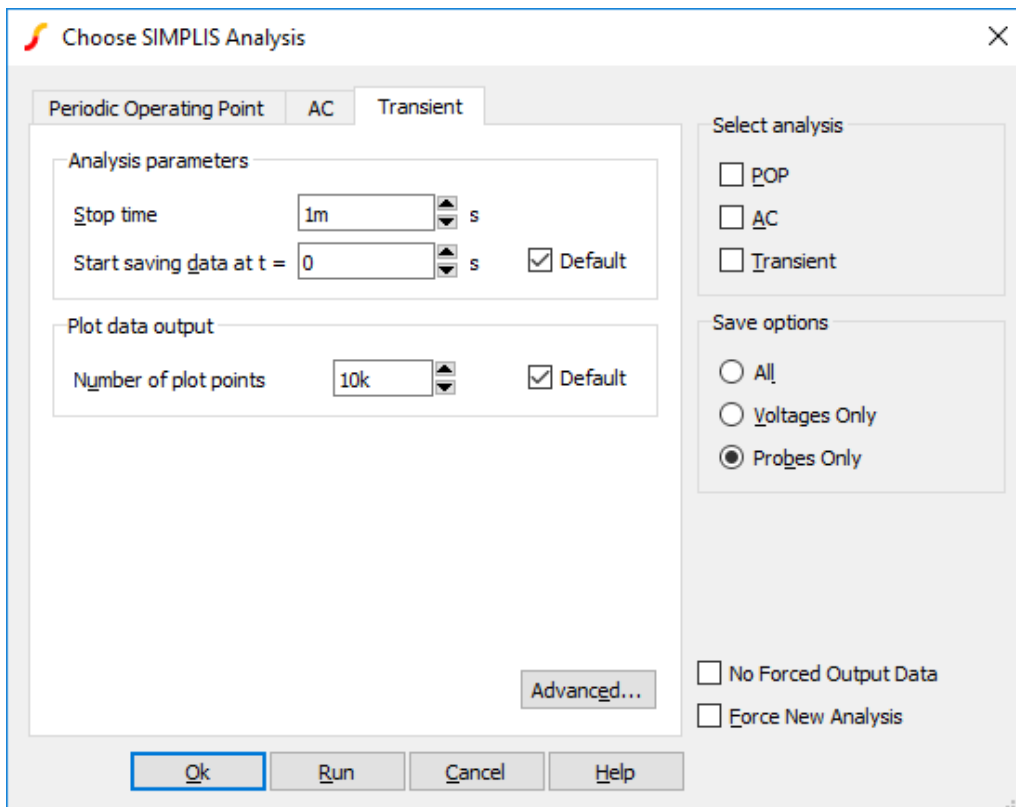 Choose SIMPLIS Analysis
Periodic Operating Point AC Transient
Analysis parameters
Stop time 1m s
Start saving data at t = 0 s Default
Plot data output
Number of plot points 10k Default
Advanced...
Select analysis
POP
AC
Transient
Save options
All
Voltages Only
Probes Only
No Forced Output Data
Force New Analysis
Ok Run Cancel Help